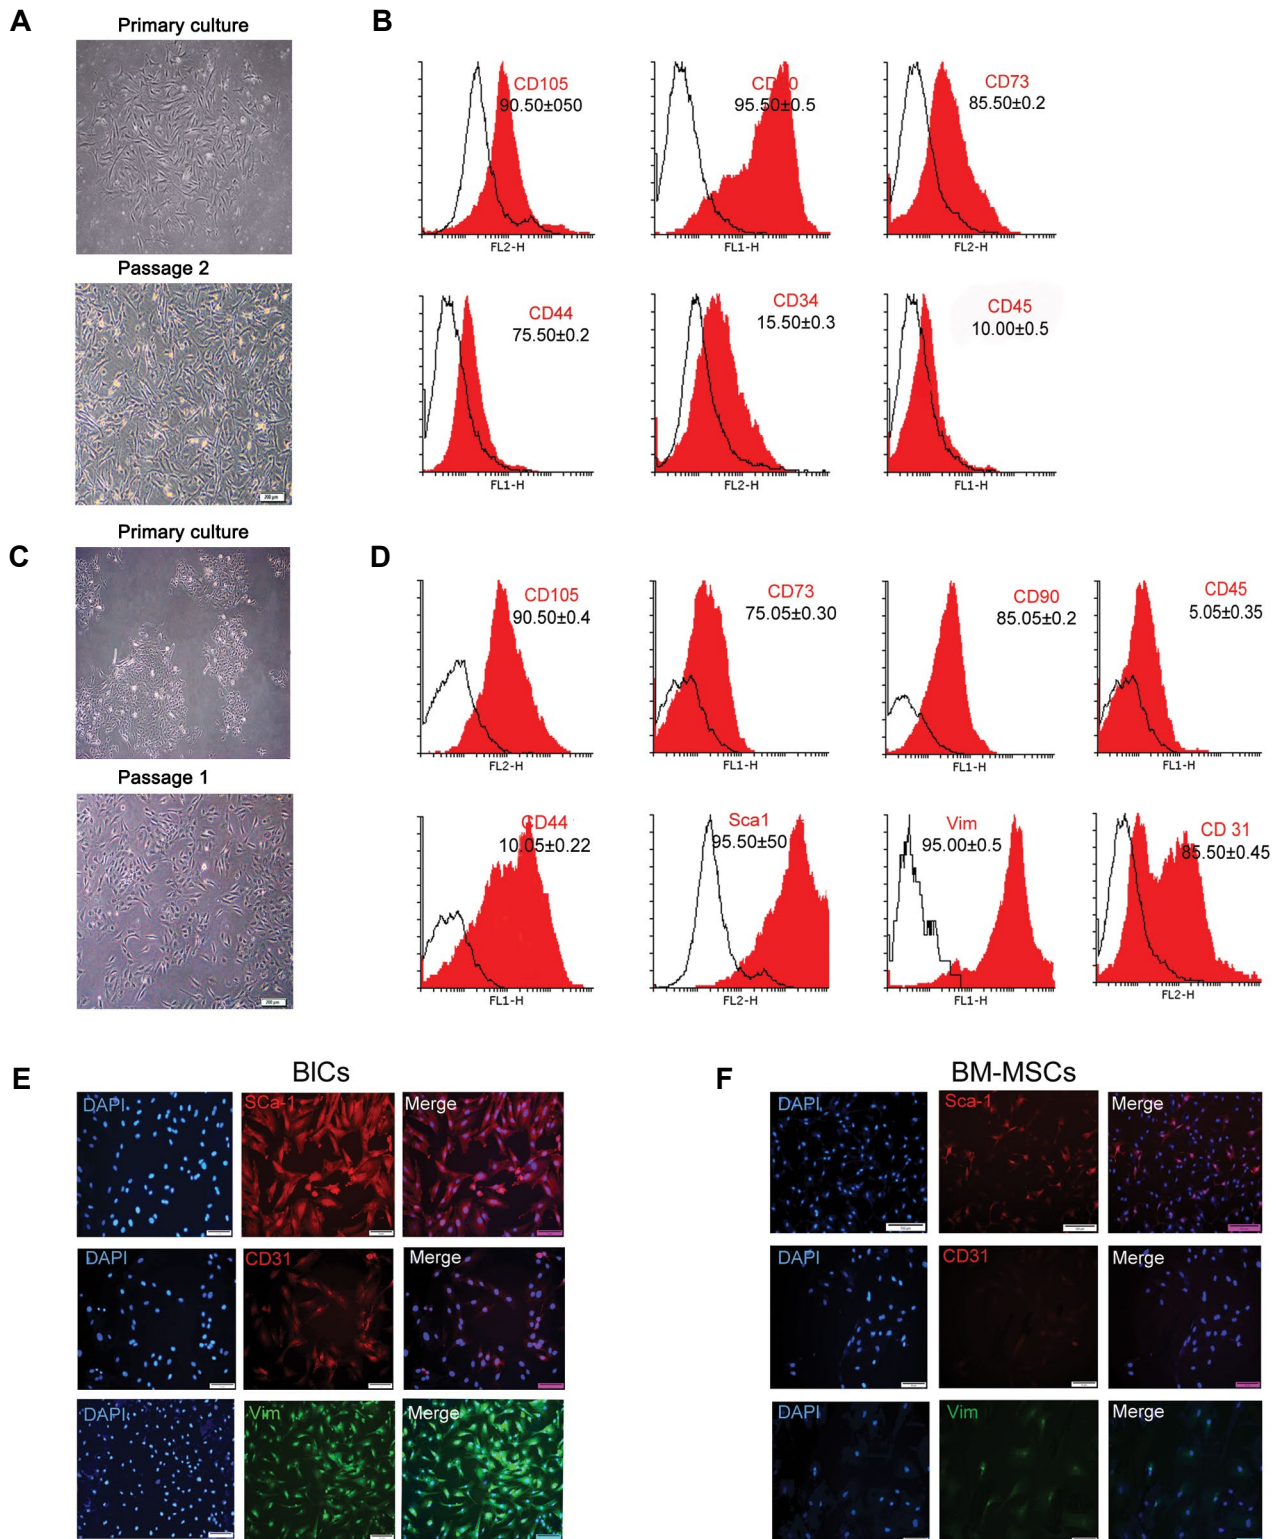 A
Primary culture
Passage 2
200 µm
B
CD105
90.50±050
FL2-H
95.50±0.5
FL1-H
CD73
85.50±0.2
FL2-H
CD44
75.50±0.2
FL1-H
CD34
15.50±0.3
FL2-H
CD45
10.00±0.5
FL1-H
C
Primary culture
Passage 1
200 µm
D
CD105
90.50±0.4
FL2-H
CD73
75.05±0.30
FL1-H
CD90
85.05±0.2
FL1-H
CD45
5.05±0.35
FL1-H
CD44
10.05±0.22
FL1-H
Sca1
95.50±50
FL2-H
Vim
95.00±0.5
FL1-H
CD 31
85.50±0.45
FL2-H
E
BICs
DAPI
SCa-1
Merge
DAPI
CD31
Merge
DAPI
Vim
Merge
F
BM-MSCs
DAPI
Sca-1
Merge
DAPI
CD31
Merge
DAPI
Vim
Merge